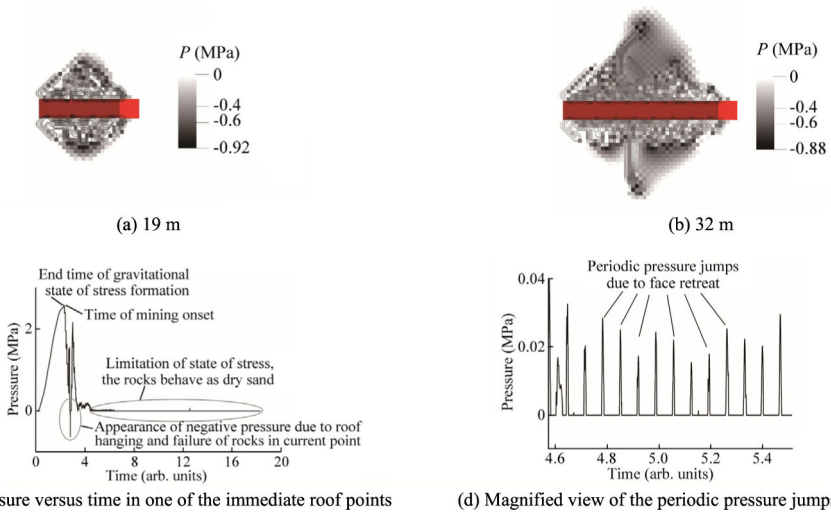 P (MPa)
0
-0.4
-0.6
-0.92
P (MPa)
0
-0.4
-0.6
-0.88
(a) 19 m
(b) 32 m
End time of gravitational
state of stress formation
Time of mining onset
Limitation of state of stress,
the rocks behave as dry sand
Appearance of negative pressure due to roof
hanging and failure of rocks in current point
Pressure (MPa)
2
0
0 4 8 12 16 20
Time (arb. units)
Periodic pressure jumps
due to face retreat
Pressure (MPa)
0.04
0.02
0
4.6 4.8 5.0 5.2 5.4
Time (arb. units)
sure versus time in one of the immediate roof points
(d) Magnified view of the periodic pressure jump